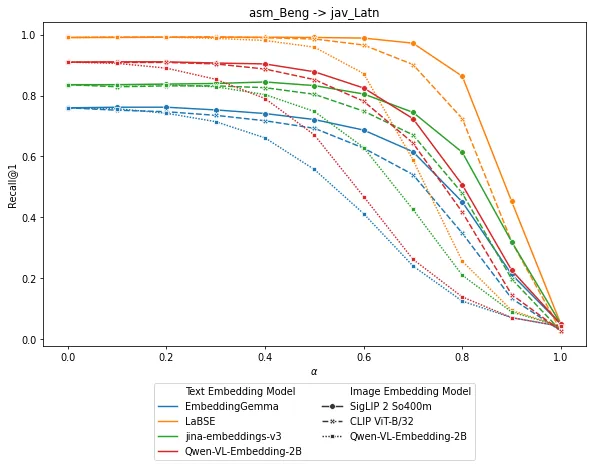 asm_Beng -> jav_Latn
Recall@1
1.0
0.8
0.6
0.4
0.2
0.0
0.0 0.2 0.4 0.6 0.8 1.0
α
Text Embedding Model
EmbeddingGemma
LaBSE
jina-embeddings-v3
Qwen-VL-Embedding-2B
Image Embedding Model
SigLIP 2 So400m
CLIP ViT-B/32
Qwen-VL-Embedding-2B